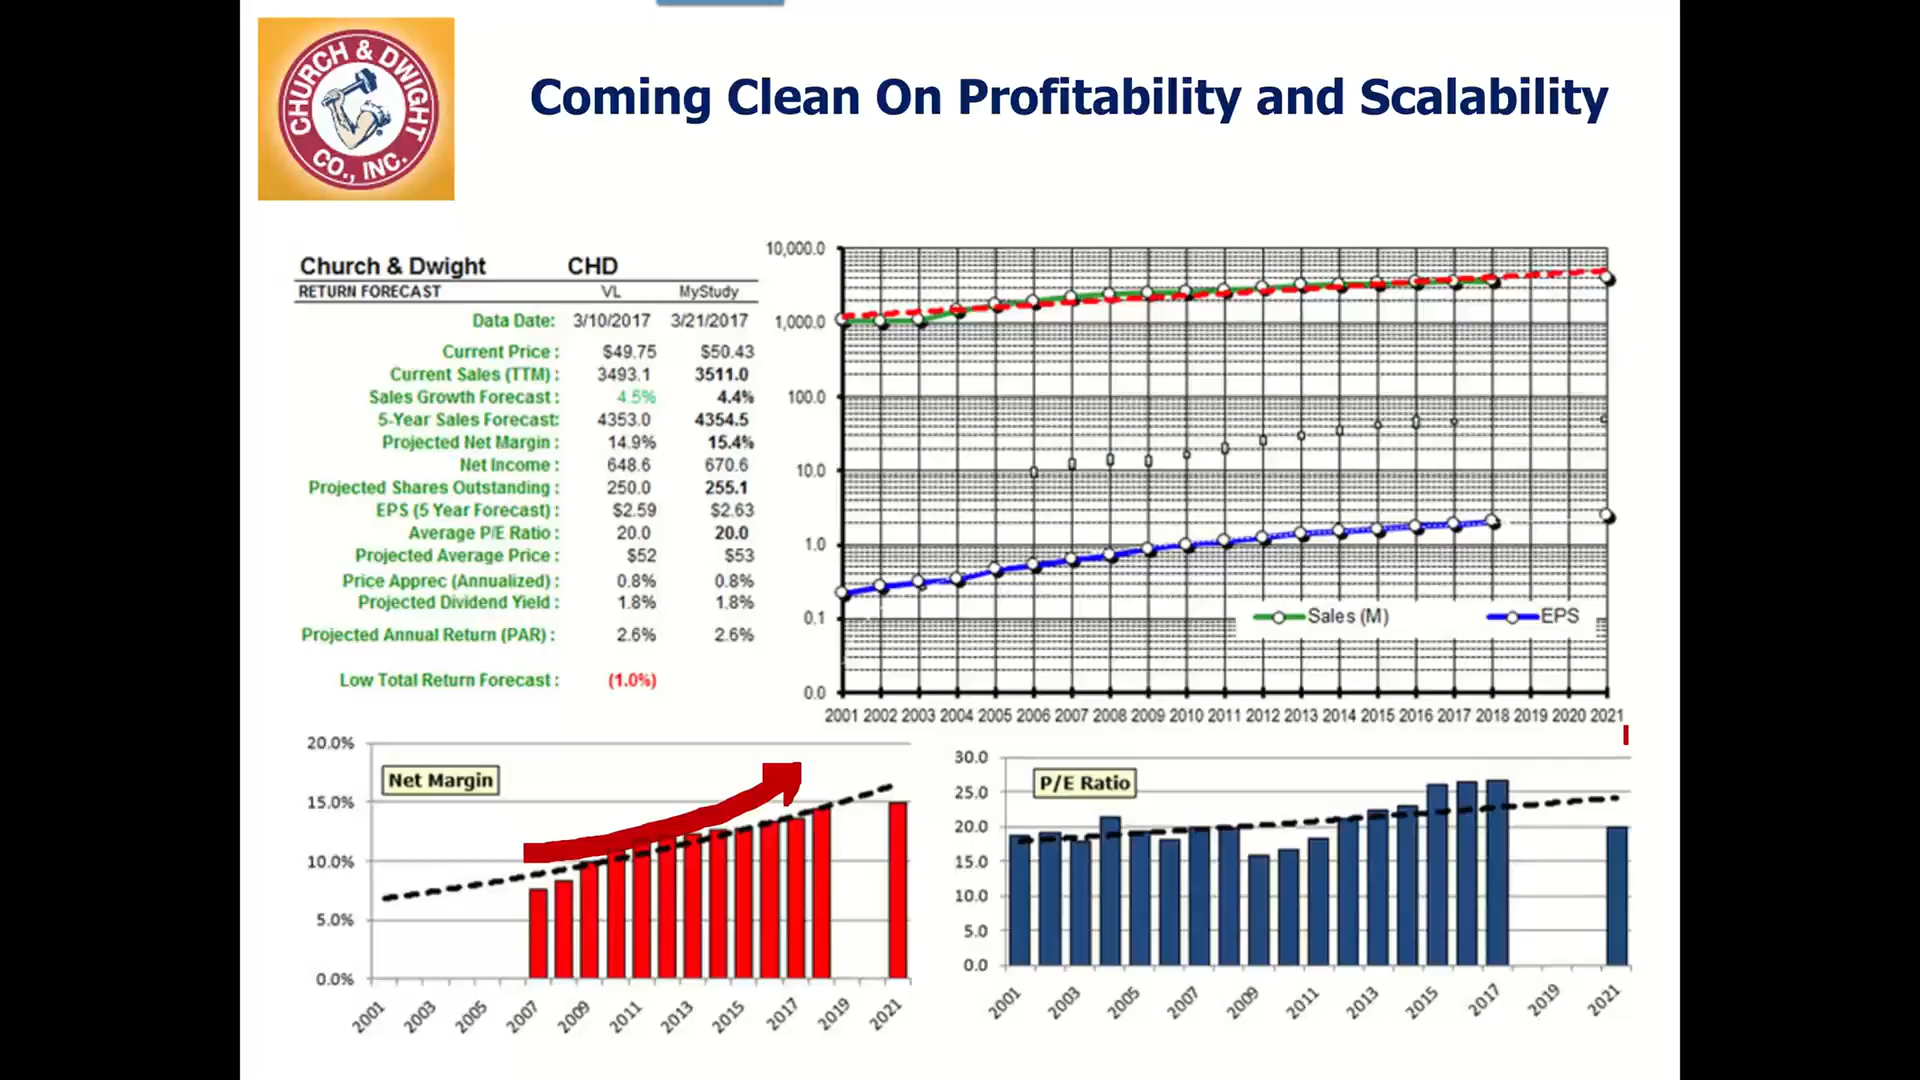 CHURCH & DWIGHT
CO., INC.
Coming Clean On Profitability and Scalability
Church & Dwight CHD
RETURN FORECAST VL MyStudy
Data Date: 3/10/2017 3/21/2017
Current Price : $49.75 $50.43
Current Sales (TTM) : 3493.1 3511.0
Sales Growth Forecast : 4.5% 4.4%
5-Year Sales Forecast: 4353.0 4354.5
Projected Net Margin : 14.9% 15.4%
Net Income : 648.6 670.6
Projected Shares Outstanding : 250.0 255.1
EPS (5 Year Forecast) : $2.59 $2.63
Average P/E Ratio : 20.0 20.0
Projected Average Price : $52 $53
Price Apprec (Annualized) : 0.8% 0.8%
Projected Dividend Yield : 1.8% 1.8%
Projected Annual Return (PAR) : 2.6% 2.6%
Low Total Return Forecast : (1.0%)
10,000.0
1,000.0
100.0
10.0
1.0
0.1
0.0
Sales (M) EPS
2001 2002 2003 2004 2005 2006 2007 2008 2009 2010 2011 2012 2013 2014 2015 2016 2017 2018 2019 2020 2021
Net Margin
20.0%
15.0%
10.0%
5.0%
0.0%
2001 2003 2005 2007 2009 2011 2013 2015 2017 2019 2021
P/E Ratio
30.0
25.0
20.0
15.0
10.0
5.0
0.0
2001 2003 2005 2007 2009 2011 2013 2015 2017 2019 2021